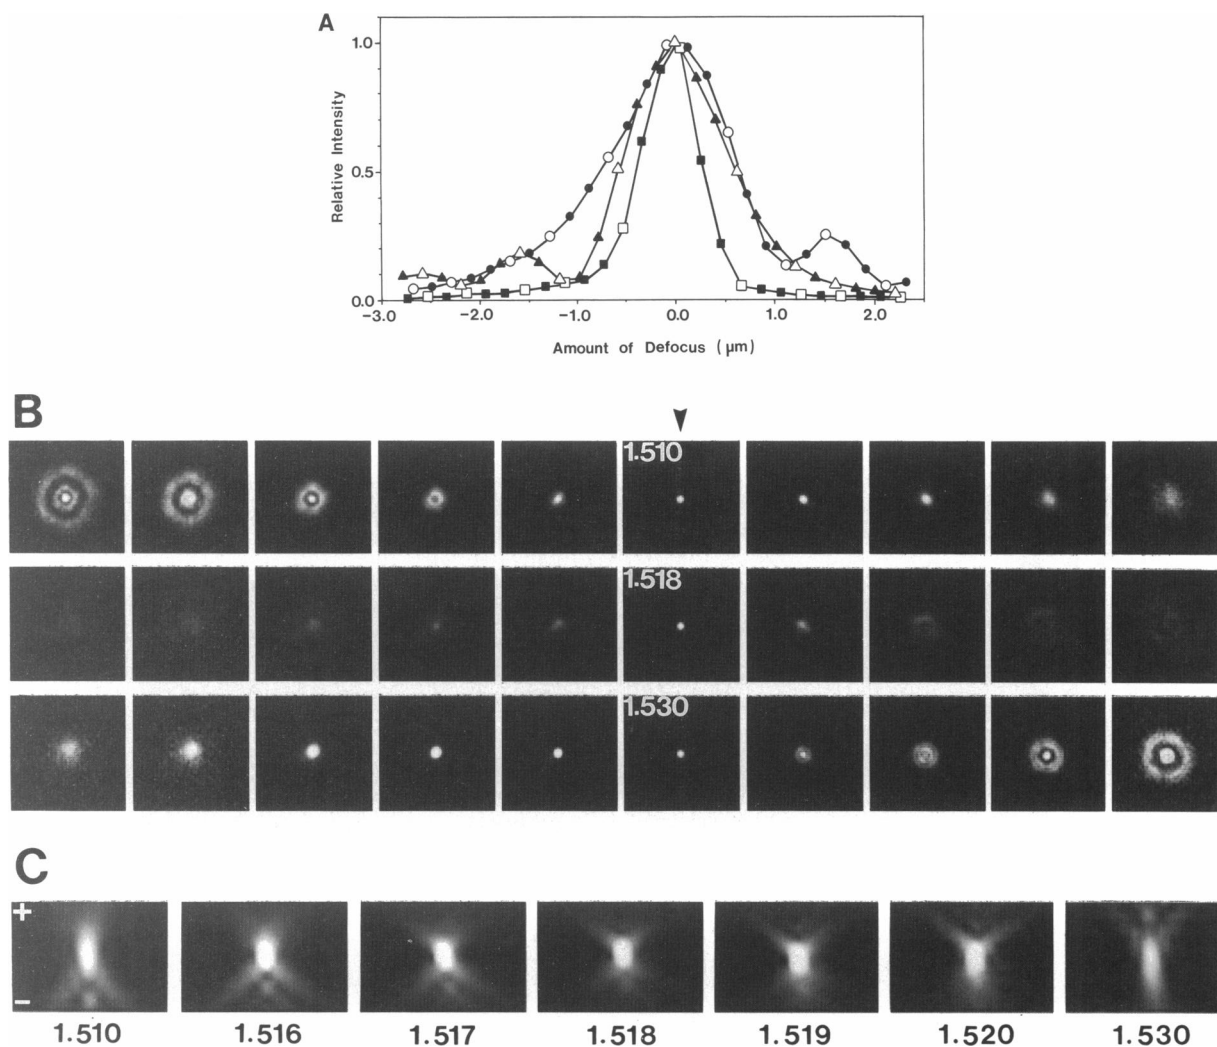 A
Relative Intensity
1.0
0.5
0.0
-3.0 -2.0 -1.0 0.0 1.0 2.0
Amount of Defocus (µm)
B
1.510
1.518
1.530
C
+
−
1.510 1.516 1.517 1.518 1.519 1.520 1.530